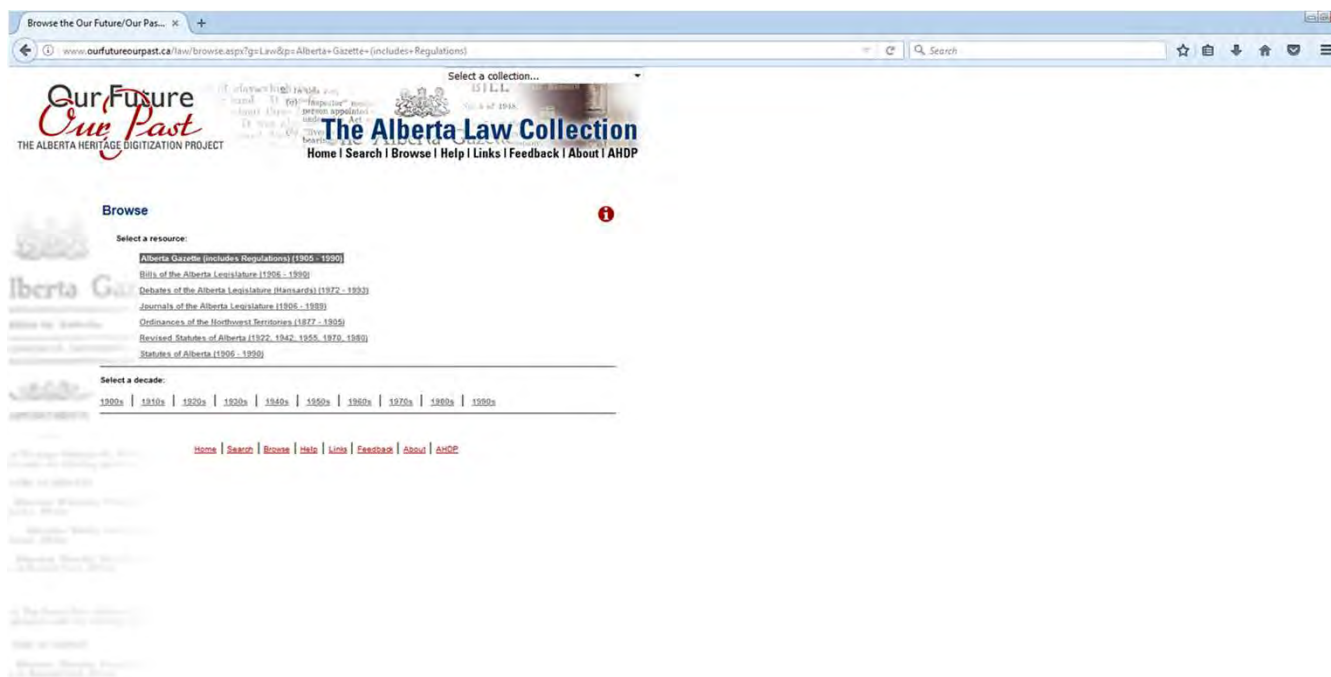 Browse the Our Future/Our Pas... × +
www.ourfutureourpast.ca/law/browse.aspx?g=Law&p=Alberta+Gazette+(includes+Regulations)
Search
Select a collection...
Our Future
Our Past
THE ALBERTA HERITAGE DIGITIZATION PROJECT
BILL
The Alberta Law Collection
Home | Search | Browse | Help | Links | Feedback | About | AHDP
Browse
Select a resource:
Alberta Gazette (includes Regulations) (1905 - 1990)
Bills of the Alberta Legislature (1906 - 1990)
Debates of the Alberta Legislature (Hansards) (1972 - 1993)
Journals of the Alberta Legislature (1906 - 1989)
Ordinances of the Northwest Territories (1877 - 1905)
Revised Statutes of Alberta (1922, 1942, 1955, 1970, 1980)
Statutes of Alberta (1906 - 1990)
lberta Gaz
Select a decade:
1900s | 1910s | 1920s | 1930s | 1940s | 1950s | 1960s | 1970s | 1980s | 1990s
Home | Search | Browse | Help | Links | Feedback | About | AHDP